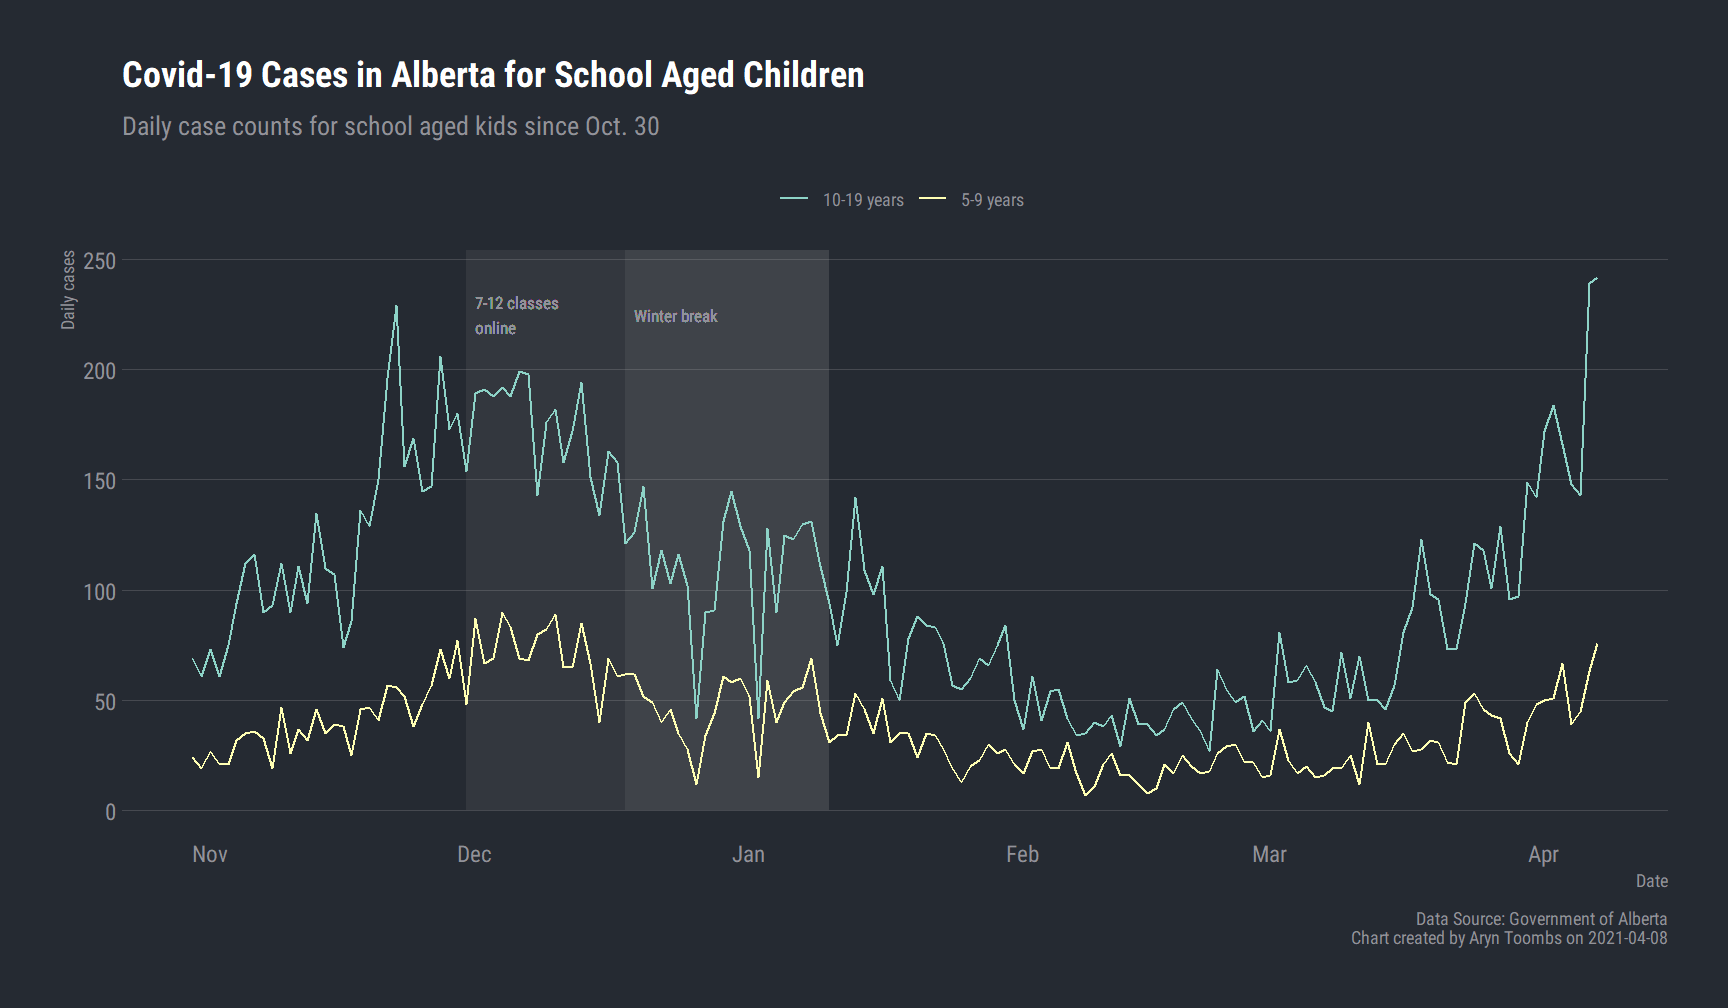 Covid-19 Cases in Alberta for School Aged Children
Daily case counts for school aged kids since Oct. 30
10-19 years
5-9 years
Daily cases
250
200
150
100
50
0
7-12 classes
online
Winter break
Nov
Dec
Jan
Feb
Mar
Apr
Date
Data Source: Government of Alberta
Chart created by Aryn Toombs on 2021-04-08